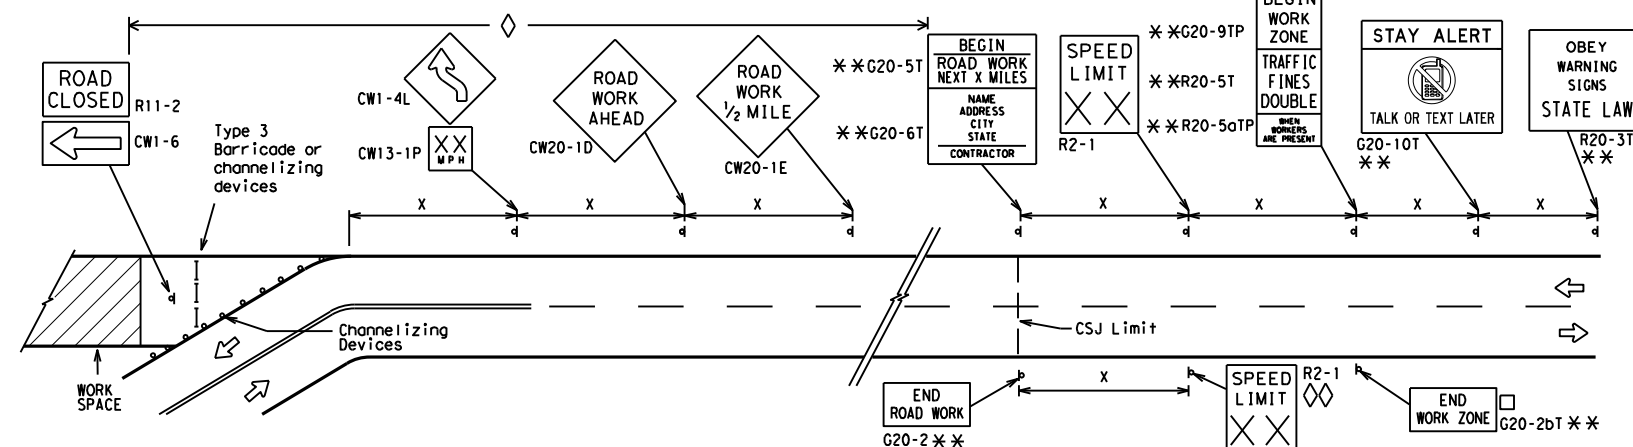 ROAD
CLOSED
R11-2
CW1-6
Type 3
Barricade or
channelizing
devices
CW1-4L
XX
MPH
CW13-1P
ROAD
WORK
AHEAD
CW20-1D
ROAD
WORK
½ MILE
CW20-1E
**G20-5T
BEGIN
ROAD WORK
NEXT X MILES
**G20-6T
NAME
ADDRESS
CITY
STATE
CONTRACTOR
SPEED
LIMIT
X X
R2-1
**G20-9TP
BEGIN
WORK
ZONE
**R20-5T
TRAFFIC
FINES
DOUBLE
**R20-5aTP
WHEN
WORKERS
ARE PRESENT
STAY ALERT
TALK OR TEXT LATER
G20-10T
**
OBEY
WARNING
SIGNS
STATE LAW
R20-3T
**
X
X
X
X
X
X
X
Channelizing
Devices
CSJ Limit
WORK
SPACE
END
ROAD WORK
G20-2**
X
SPEED
LIMIT
X X
R2-1
END
WORK ZONE
G20-2bT**